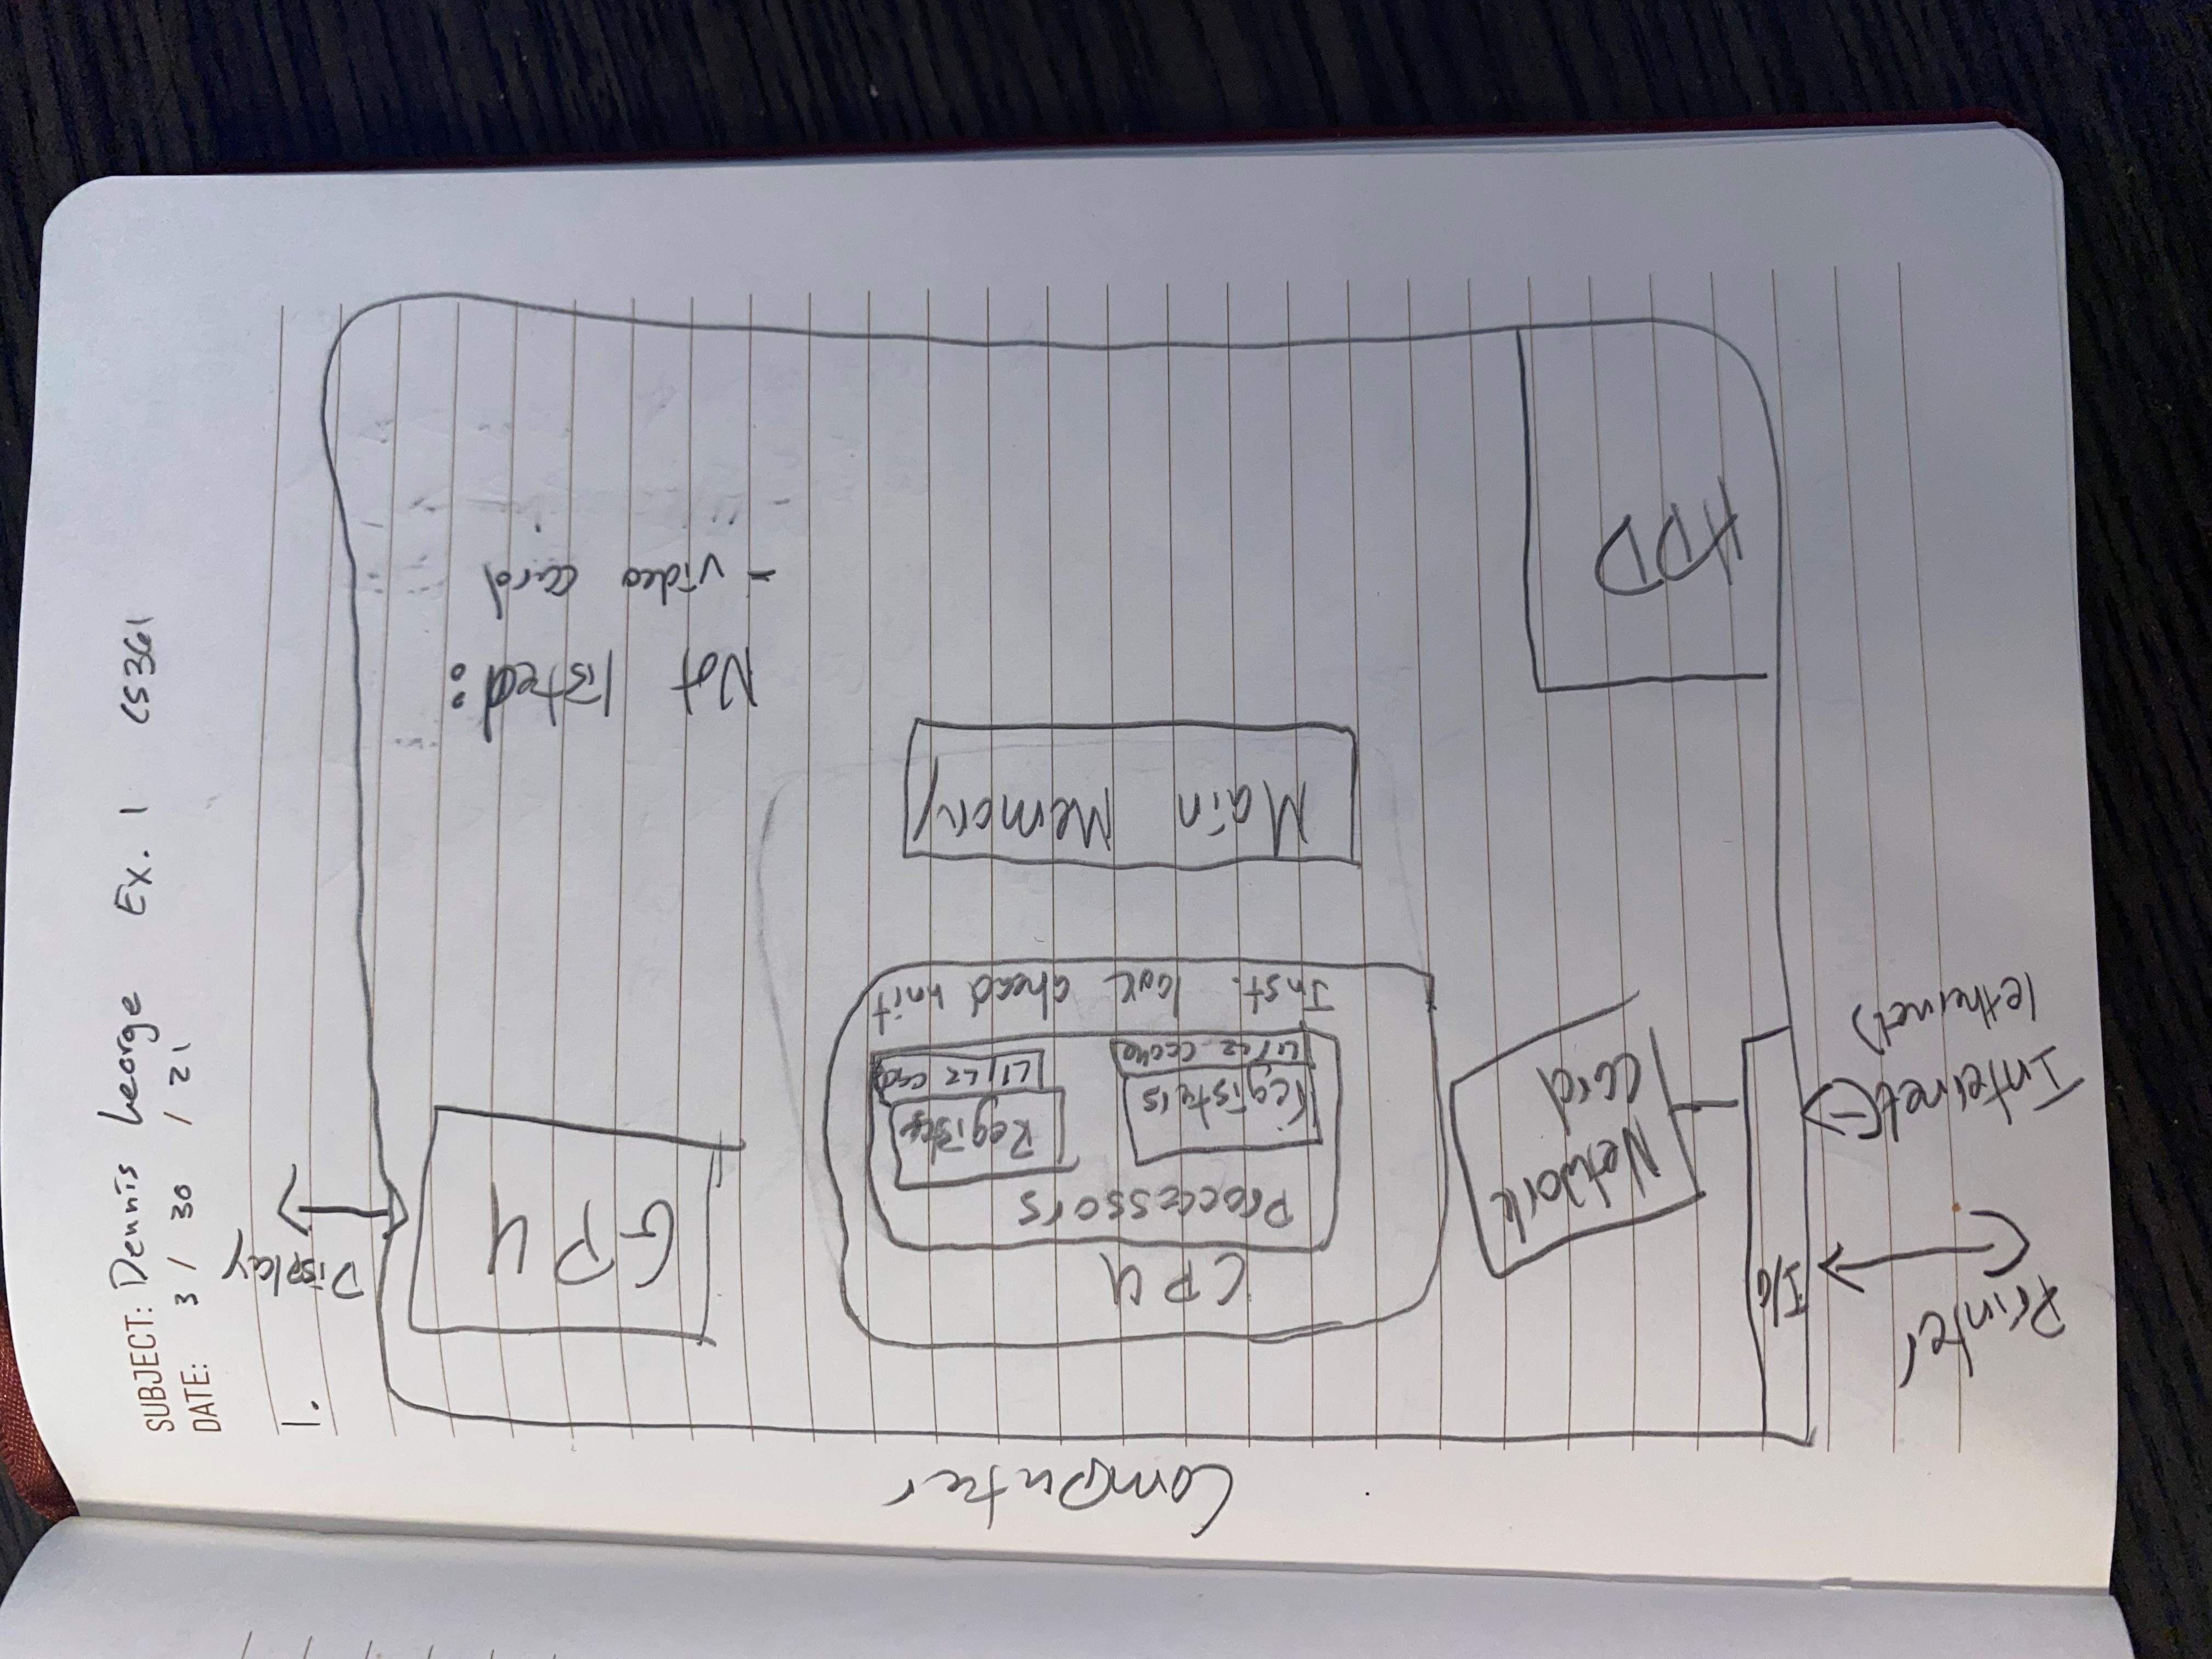 Computer
SUBJECT: Dennis George Ex. 1 CS361
DATE: 3 / 30 / 21
1.
Printer
I/O
Internet
(ethernet)
Network
card
CPU
Proccessors
registers
L1/L2 cache
Registers
L1/L2 cache
Inst. look ahead unit
GPU
Display
Main Memory
HDD
Not listed:
- video card